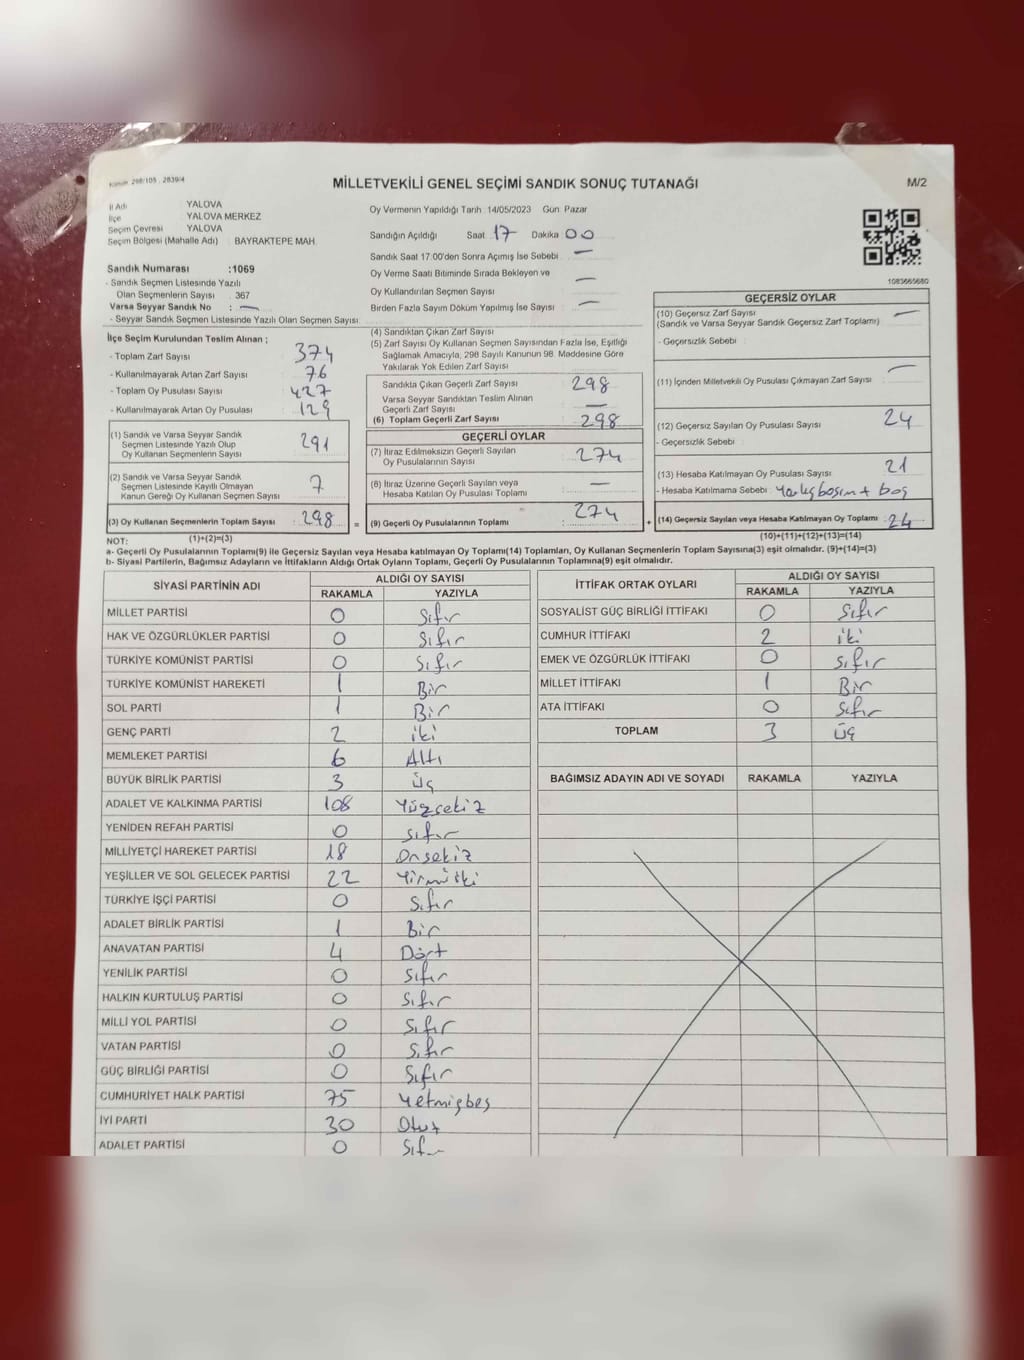 Kanun 298/105 . 2839/4
MİLLETVEKİLİ GENEL SEÇİMİ SANDIK SONUÇ TUTANAĞI
M/2
İl Adı YALOVA
İlçe YALOVA MERKEZ
Seçim Çevresi YALOVA
Seçim Bölgesi (Mahalle Adı) : BAYRAKTEPE MAH.
Oy Vermenin Yapıldığı Tarih 14/05/2023 Gün: Pazar
Sandığın Açıldığı Saat 17 Dakika 00
Sandık Saat 17:00'den Sonra Açımış İse Sebebi : —
Oy Verme Saati Bitiminde Sırada Bekleyen ve
Oy Kullandırılan Seçmen Sayısı : —
Birden Fazla Sayım Döküm Yapılmış İse Sayısı : —
1083665680
Sandık Numarası :1069
- Sandık Seçmen Listesinde Yazılı
Olan Seçmenlerin Sayısı . 367
Varsa Seyyar Sandık No : —
- Seyyar Sandık Seçmen Listesinde Yazılı Olan Seçmen Sayısı :
İlçe Seçim Kurulundan Teslim Alınan ;
- Toplam Zarf Sayısı : 374
- Kullanılmayarak Artan Zarf Sayısı : 76
- Toplam Oy Pusulası Sayısı : 427
- Kullanılmayarak Artan Oy Pusulası : 129
(1) Sandık ve Varsa Seyyar Sandık
Seçmen Listesinde Yazılı Olup
Oy Kullanan Seçmenlerin Sayısı : 291
(2) Sandık ve Varsa Seyyar Sandık
Seçmen Listesinde Kayıtlı Olmayan
Kanun Gereği Oy Kullanan Seçmen Sayısı : 7
(3) Oy Kullanan Seçmenlerin Toplam Sayısı : 298
(4) Sandıktan Çıkan Zarf Sayısı
(5) Zarf Sayısı Oy Kullanan Seçmen Sayısından Fazla İse, Eşitliği
Sağlamak Amacıyla, 298 Sayılı Kanunun 98. Maddesine Göre
Yakılarak Yok Edilen Zarf Sayısı
Sandıkta Çıkan Geçerli Zarf Sayısı : 298
Varsa Seyyar Sandıktan Teslim Alınan
Geçerli Zarf Sayısı : —
(6) Toplam Geçerli Zarf Sayısı : 298
GEÇERLİ OYLAR
(7) İtiraz Edilmeksizin Geçerli Sayılan
Oy Pusulalarının Sayısı : 274
(8) İtiraz Üzerine Geçerli Sayılan veya
Hesaba Katılan Oy Pusulaları Toplamı : —
= (9) Geçerli Oy Pusulalarının Toplamı : 274 +
GEÇERSİZ OYLAR
(10) Geçersiz Zarf Sayısı : —
(Sandık ve Varsa Seyyar Sandık Geçersiz Zarf Toplamı)
- Geçersizlik Sebebi :
(11) İçinden Milletvekili Oy Pusulası Çıkmayan Zarf Sayısı : —
(12) Geçersiz Sayılan Oy Pusulası Sayısı : 24
- Geçersizlik Sebebi :
(13) Hesaba Katılmayan Oy Pusulası Sayısı : 21
- Hesaba Katılmama Sebebi : + boş
(14) Geçersiz Sayılan veya Hesaba Katılmayan Oy Toplamı : 24
NOT: (1)+(2)=(3)
(10)+(11)+(12)+(13)=(14)
a- Geçerli Oy Pusulalarının Toplamı(9) ile Geçersiz Sayılan veya Hesaba katılmayan Oy Toplamı(14) Toplamları, Oy Kullanan Seçmenlerin Toplam Sayısına(3) eşit olmalıdır. (9)+(14)=(3)
b- Siyasi Partilerin, Bağımsız Adayların ve İttifakların Aldığı Ortak Oyların Toplamı, Geçerli Oy Pusulalarının Toplamına(9) eşit olmalıdır.
SİYASİ PARTİNİN ADI ALDIĞI OY SAYISI
RAKAMLA YAZIYLA
MİLLET PARTİSİ 0 Sıfır
HAK VE ÖZGÜRLÜKLER PARTİSİ 0 Sıfır
TÜRKİYE KOMÜNİST PARTİSİ 0 Sıfır
TÜRKİYE KOMÜNİST HAREKETİ 1 Bir
SOL PARTİ 1 Bir
GENÇ PARTİ 2 iki
MEMLEKET PARTİSİ 6 Altı
BÜYÜK BİRLİK PARTİSİ 3 Üç
ADALET VE KALKINMA PARTİSİ 108 Yüzsekiz
YENİDEN REFAH PARTİSİ 0 Sıfır
MİLLİYETÇİ HAREKET PARTİSİ 18 Onsekiz
YEŞİLLER VE SOL GELECEK PARTİSİ 22 Yirmiiki
TÜRKİYE İŞÇİ PARTİSİ 0 Sıfır
ADALET BİRLİK PARTİSİ 1 Bir
ANAVATAN PARTİSİ 4 Dört
YENİLİK PARTİSİ 0 Sıfır
HALKIN KURTULUŞ PARTİSİ 0 Sıfır
MİLLİ YOL PARTİSİ 0 Sıfır
VATAN PARTİSİ 0 Sıfır
GÜÇ BİRLİĞİ PARTİSİ 0 Sıfır
CUMHURİYET HALK PARTİSİ 75 Yetmişbeş
İYİ PARTİ 30 Otuz
ADALET PARTİSİ 0 Sıfır
İTTİFAK ORTAK OYLARI ALDIĞI OY SAYISI
RAKAMLA YAZIYLA
SOSYALİST GÜÇ BİRLİĞİ İTTİFAKI 0 Sıfır
CUMHUR İTTİFAKI 2 iki
EMEK VE ÖZGÜRLÜK İTTİFAKI 0 Sıfır
MİLLET İTTİFAKI 1 Bir
ATA İTTİFAKI 0 Sıfır
TOPLAM 3 Üç
BAĞIMSIZ ADAYIN ADI VE SOYADI RAKAMLA YAZIYLA